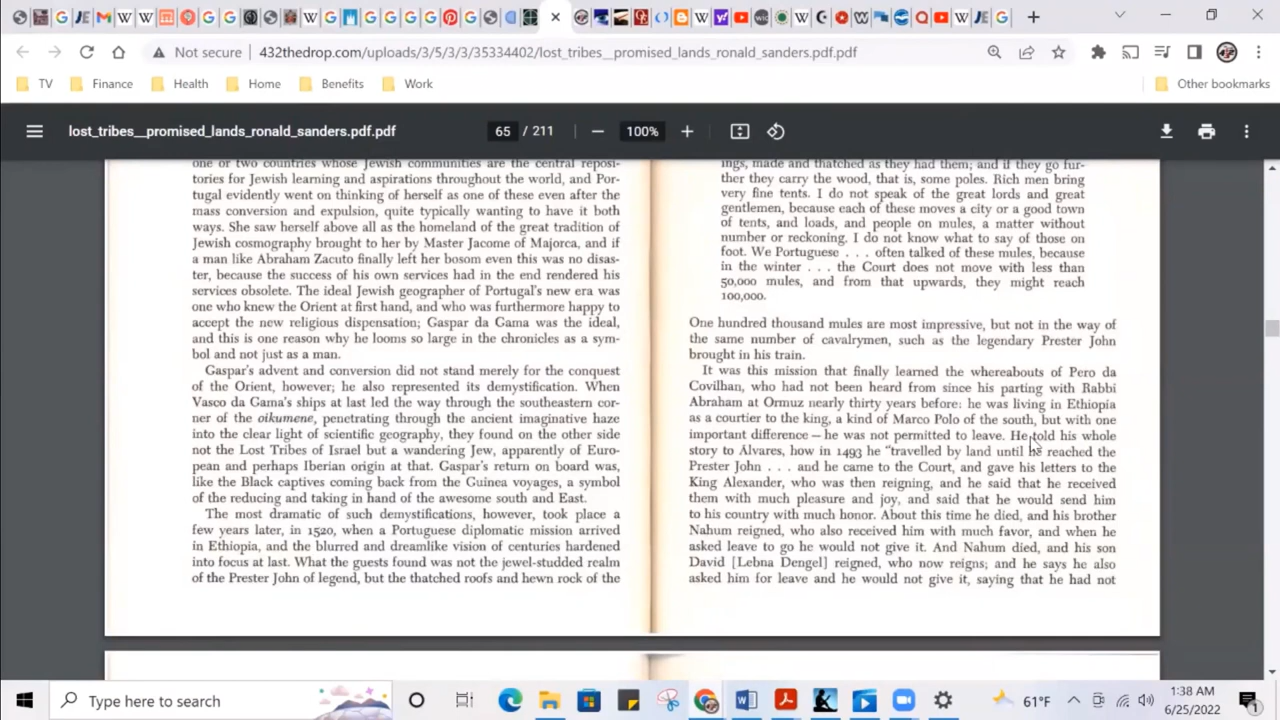 Not secure
432thedrop.com/uploads/3/5/3/3/35334402/lost_tribes__promised_lands_ronald_sanders.pdf.pdf
TV
Finance
Health
Home
Benefits
Work
Other bookmarks
lost_tribes__promised_lands_ronald_sanders.pdf.pdf
65 / 211
100%
one or two countries whose Jewish communities are the central reposi-
tories for Jewish learning and aspirations throughout the world, and Por-
tugal evidently went on thinking of herself as one of these even after the
mass conversion and expulsion, quite typically wanting to have it both
ways. She saw herself above all as the homeland of the great tradition of
Jewish cosmography brought to her by Master Jacome of Majorca, and if
a man like Abraham Zacuto finally left her bosom even this was no disas-
ter, because the success of his own services had in the end rendered his
services obsolete. The ideal Jewish geographer of Portugal's new era was
one who knew the Orient at first hand, and who was furthermore happy to
accept the new religious dispensation; Gaspar da Gama was the ideal,
and this is one reason why he looms so large in the chronicles as a sym-
bol and not just as a man.
Gaspar's advent and conversion did not stand merely for the conquest
of the Orient, however; he also represented its demystification. When
Vasco da Gama's ships at last led the way through the southeastern cor-
ner of the oikumene, penetrating through the ancient imaginative haze
into the clear light of scientific geography, they found on the other side
not the Lost Tribes of Israel but a wandering Jew, apparently of Euro-
pean and perhaps Iberian origin at that. Gaspar's return on board was,
like the Black captives coming back from the Guinea voyages, a symbol
of the reducing and taking in hand of the awesome south and East.
The most dramatic of such demystifications, however, took place a
few years later, in 1520, when a Portuguese diplomatic mission arrived
in Ethiopia, and the blurred and dreamlike vision of centuries hardened
into focus at last. What the guests found was not the jewel-studded realm
of the Prester John of legend, but the thatched roofs and hewn rock of the
ings, made and thatched as they had them; and if they go fur-
ther they carry the wood, that is, some poles. Rich men bring
very fine tents. I do not speak of the great lords and great
gentlemen, because each of these moves a city or a good town
of tents, and loads, and people on mules, a matter without
number or reckoning. I do not know what to say of those on
foot. We Portuguese . . . often talked of these mules, because
in the winter . . . the Court does not move with less than
50,000 mules, and from that upwards, they might reach
100,000.
One hundred thousand mules are most impressive, but not in the way of
the same number of cavalrymen, such as the legendary Prester John
brought in his train.
It was this mission that finally learned the whereabouts of Pero da
Covilhan, who had not been heard from since his parting with Rabbi
Abraham at Ormuz nearly thirty years before: he was living in Ethiopia
as a courtier to the king, a kind of Marco Polo of the south, but with one
important difference — he was not permitted to leave. He told his whole
story to Alvares, how in 1493 he "travelled by land until he reached the
Prester John . . . and he came to the Court, and gave his letters to the
King Alexander, who was then reigning, and he said that he received
them with much pleasure and joy, and said that he would send him
to his country with much honor. About this time he died, and his brother
Nahum reigned, who also received him with much favor, and when he
asked leave to go he would not give it. And Nahum died, and his son
David [Lebna Dengel] reigned, who now reigns; and he says he also
asked him for leave and he would not give it, saying that he had not
Type here to search
61°F
1:38 AM
6/25/2022